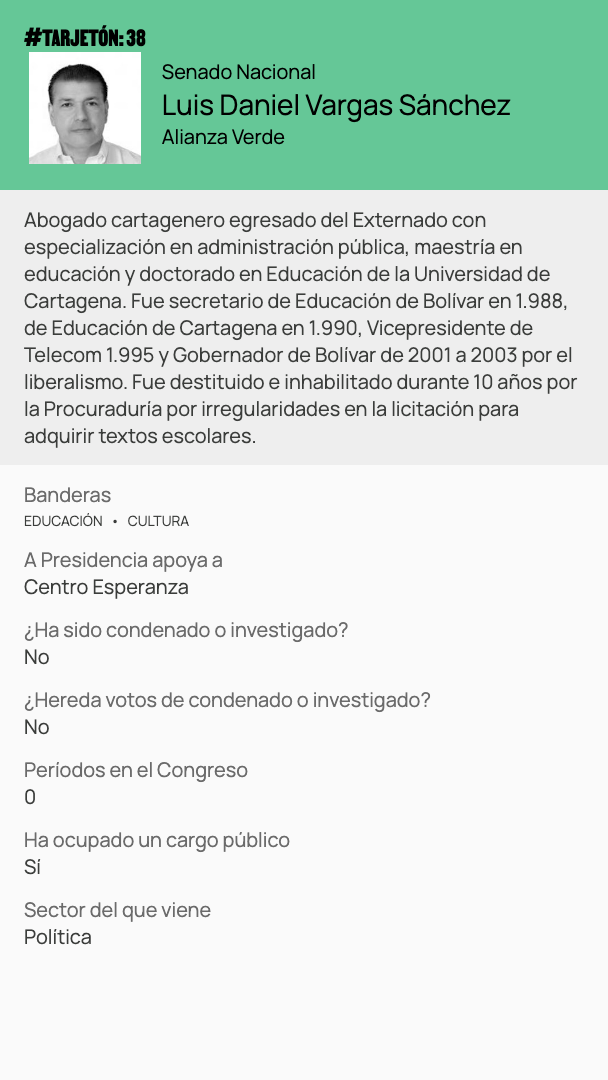 #TARJETÓN: 38
Senado Nacional
Luis Daniel Vargas Sánchez
Alianza Verde
Abogado cartagenero egresado del Externado con
especialización en administración pública, maestría en
educación y doctorado en Educación de la Universidad de
Cartagena. Fue secretario de Educación de Bolívar en 1.988,
de Educación de Cartagena en 1.990, Vicepresidente de
Telecom 1.995 y Gobernador de Bolívar de 2001 a 2003 por el
liberalismo. Fue destituido e inhabilitado durante 10 años por
la Procuraduría por irregularidades en la licitación para
adquirir textos escolares.
Banderas
EDUCACIÓN • CULTURA
A Presidencia apoya a
Centro Esperanza
¿Ha sido condenado o investigado?
No
¿Hereda votos de condenado o investigado?
No
Períodos en el Congreso
0
Ha ocupado un cargo público
Sí
Sector del que viene
Política